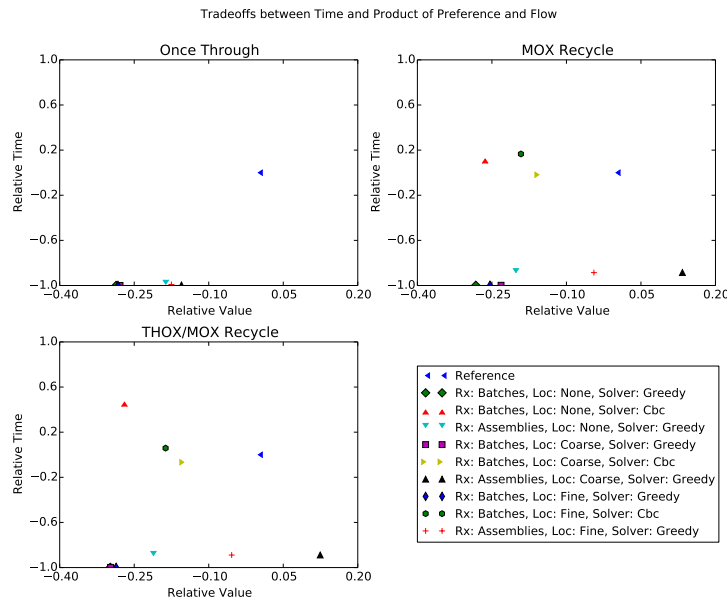 Tradeoffs between Time and Product of Preference and Flow
Once Through
1.0
0.6
0.2
−0.2
−0.6
−1.0
Relative Time
−0.40
−0.25
−0.10
0.05
0.20
Relative Value
MOX Recycle
1.0
0.6
0.2
−0.2
−0.6
−1.0
Relative Time
−0.40
−0.25
−0.10
0.05
0.20
Relative Value
THOX/MOX Recycle
1.0
0.6
0.2
−0.2
−0.6
−1.0
Relative Time
−0.40
−0.25
−0.10
0.05
0.20
Relative Value
Reference
Rx: Batches, Loc: None, Solver: Greedy
Rx: Batches, Loc: None, Solver: Cbc
Rx: Assemblies, Loc: None, Solver: Greedy
Rx: Batches, Loc: Coarse, Solver: Greedy
Rx: Batches, Loc: Coarse, Solver: Cbc
Rx: Assemblies, Loc: Coarse, Solver: Greedy
Rx: Batches, Loc: Fine, Solver: Greedy
Rx: Batches, Loc: Fine, Solver: Cbc
Rx: Assemblies, Loc: Fine, Solver: Greedy